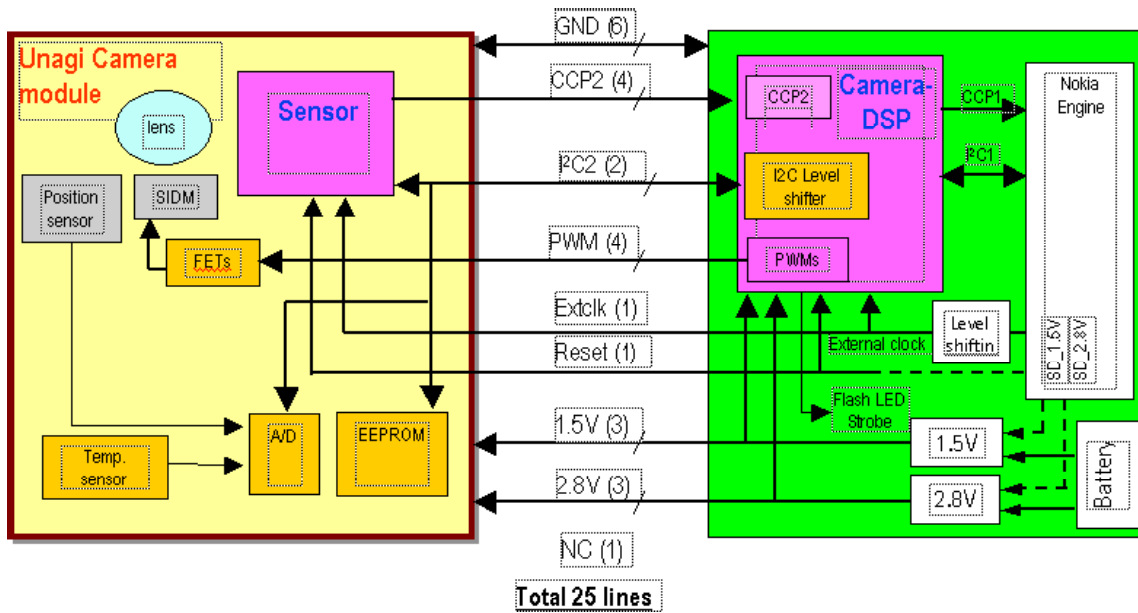 Unagi Camera
module
lens
Sensor
Position
sensor
SIDM
FETs
A/D
EEPROM
Temp.
sensor
GND (6)
CCP2 (4)
I²C2 (2)
PWM (4)
Extclk (1)
Reset (1)
1.5V (3)
2.8V (3)
NC (1)
Total 25 lines
CCP2
Camera-
DSP
I2C Level
shifter
PWMs
CCP1
I²C1
Nokia
Engine
External clock
Level
shiftin
SD_1.5V
SD_2.8V
Flash LED
Strobe
1.5V
2.8V
Battery